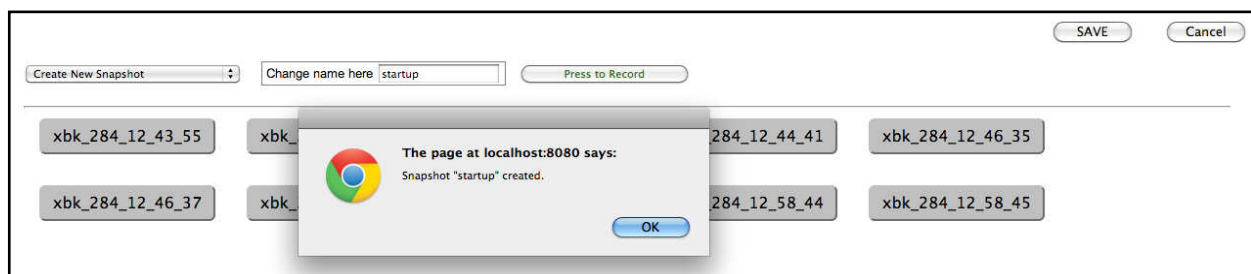 SAVE Cancel
Create New Snapshot Change name here startup Press to Record
xbk_284_12_43_55 xbk_ 284_12_44_41 xbk_284_12_46_35
The page at localhost:8080 says:
Snapshot "startup" created.
xbk_284_12_46_37 xbk_ 284_12_58_44 xbk_284_12_58_45
OK